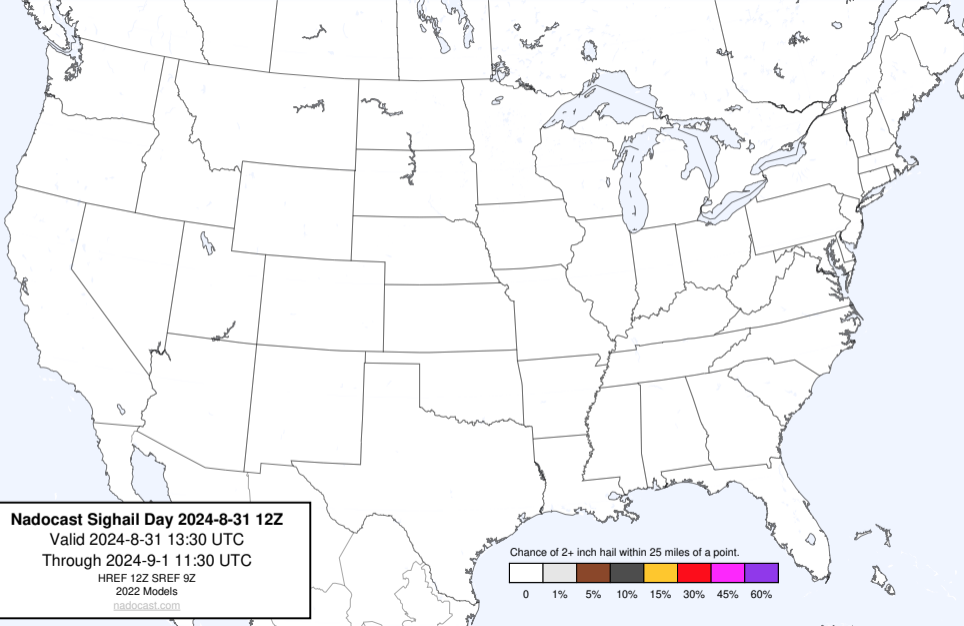 Nadocast Sighail Day 2024-8-31 12Z
Valid 2024-8-31 13:30 UTC
Through 2024-9-1 11:30 UTC
HREF 12Z SREF 9Z
2022 Models
nadocast.com
Chance of 2+ inch hail within 25 miles of a point.
0 1% 5% 10% 15% 30% 45% 60%